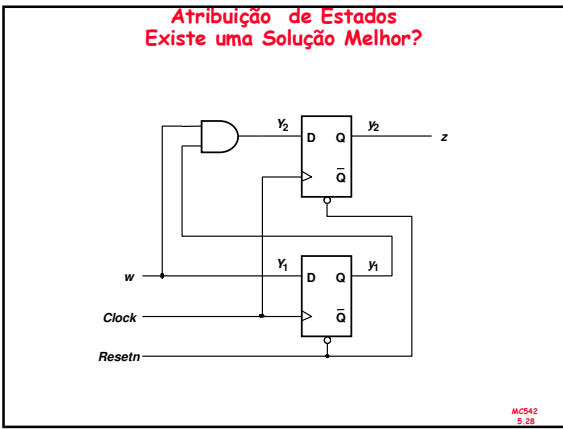 Atribuição de Estados
Existe uma Solução Melhor?
Y2 y2
D Q z
Q̅
Y1 y1
w D Q
Clock Q̅
Resetn
MC542
5.28